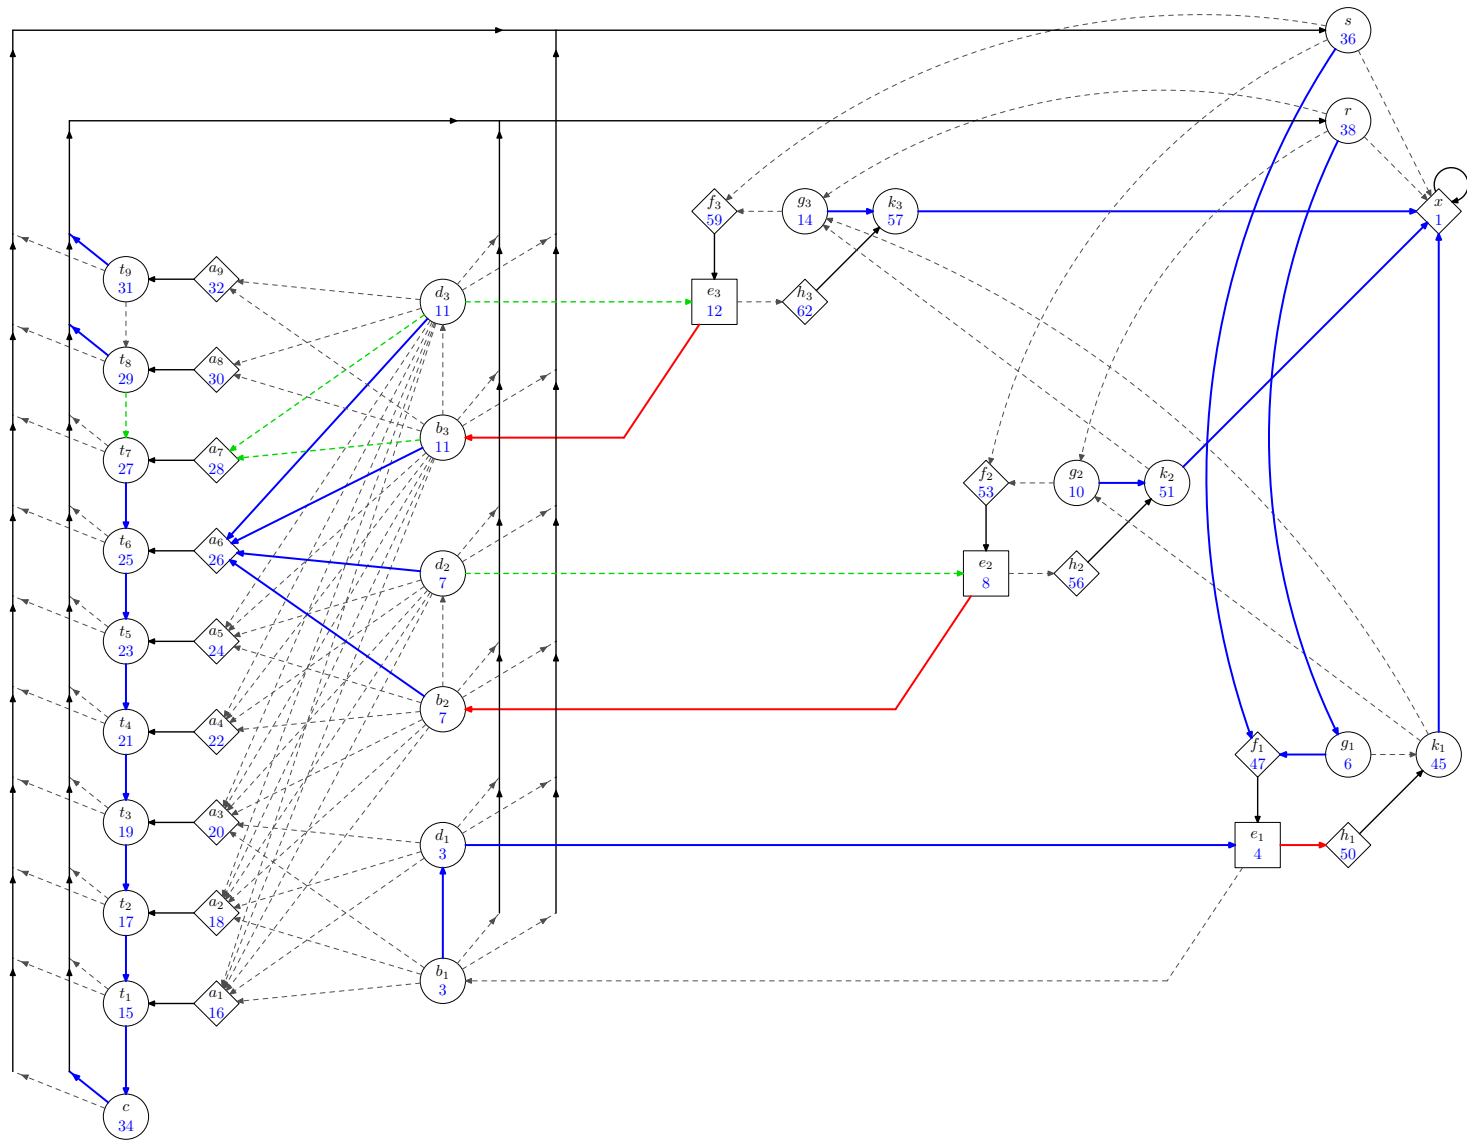 s
36
r
38
f₃
59
g₃
14
k₃
57
x
1
t₉
31
a₉
32
d₃
11
e₃
12
h₃
62
t₈
29
a₈
30
b₃
11
t₇
27
a₇
28
f₂
53
g₂
10
k₂
51
t₆
25
a₆
26
d₂
7
e₂
8
h₂
56
t₅
23
a₅
24
b₂
7
t₄
21
a₄
22
f₁
47
g₁
6
k₁
45
t₃
19
a₃
20
d₁
3
e₁
4
h₁
50
t₂
17
a₂
18
b₁
3
t₁
15
a₁
16
c
34